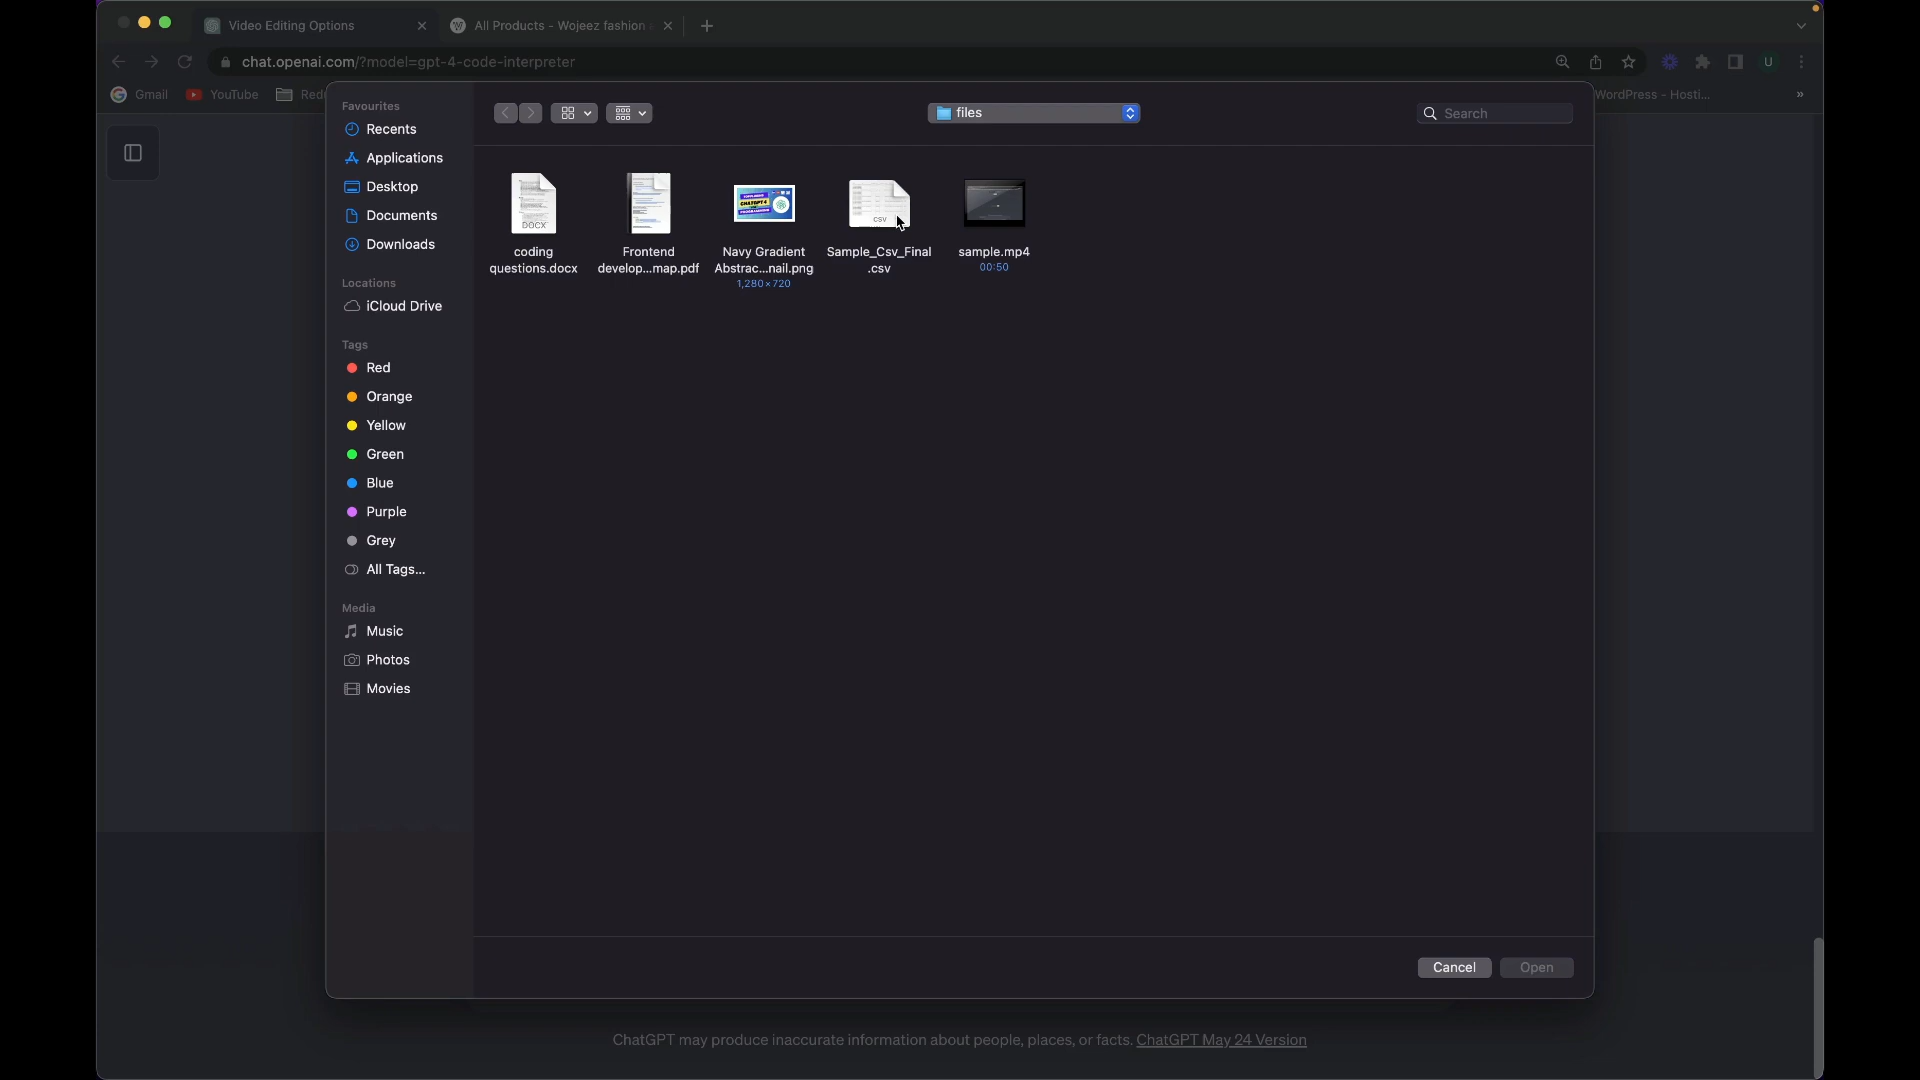 Video Editing Options
All Products - Wojeez fashion
chat.openai.com/?model=gpt-4-code-interpreter
Gmail
YouTube
WordPress - Hosti...
»
Favourites
Recents
Applications
Desktop
Documents
Downloads
Locations
iCloud Drive
Tags
Red
Orange
Yellow
Green
Blue
Purple
Grey
All Tags...
Media
Music
Photos
Movies
files
Search
DOCX
coding
questions.docx
Frontend
develop...map.pdf
CHATGPT4
Navy Gradient
Abstrac...nail.png
1,280×720
CSV
Sample_Csv_Final
.csv
sample.mp4
00:50
U
Cancel
Open
ChatGPT may produce inaccurate information about people, places, or facts. ChatGPT May 24 Version